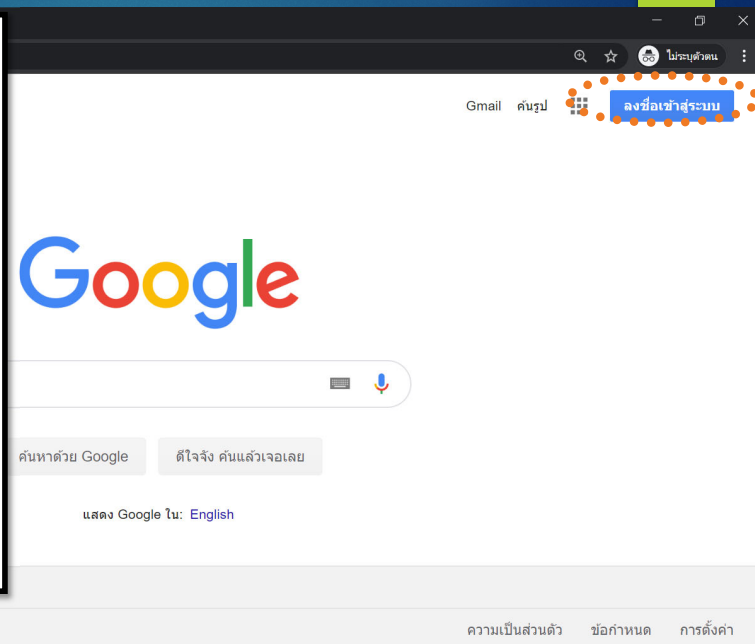 ไม่ระบุตัวตน
Gmail ค้นรูป ลงชื่อเข้าสู่ระบบ
Google
ค้นหาด้วย Google ดีใจจัง ค้นแล้วเจอเลย
แสดง Google ใน: English
ความเป็นส่วนตัว ข้อกำหนด การตั้งค่า